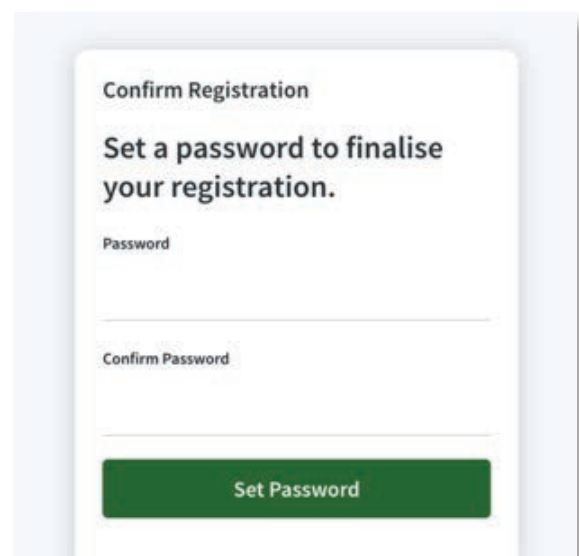 Confirm Registration
Set a password to finalise
your registration.
Password
Confirm Password
Set Password